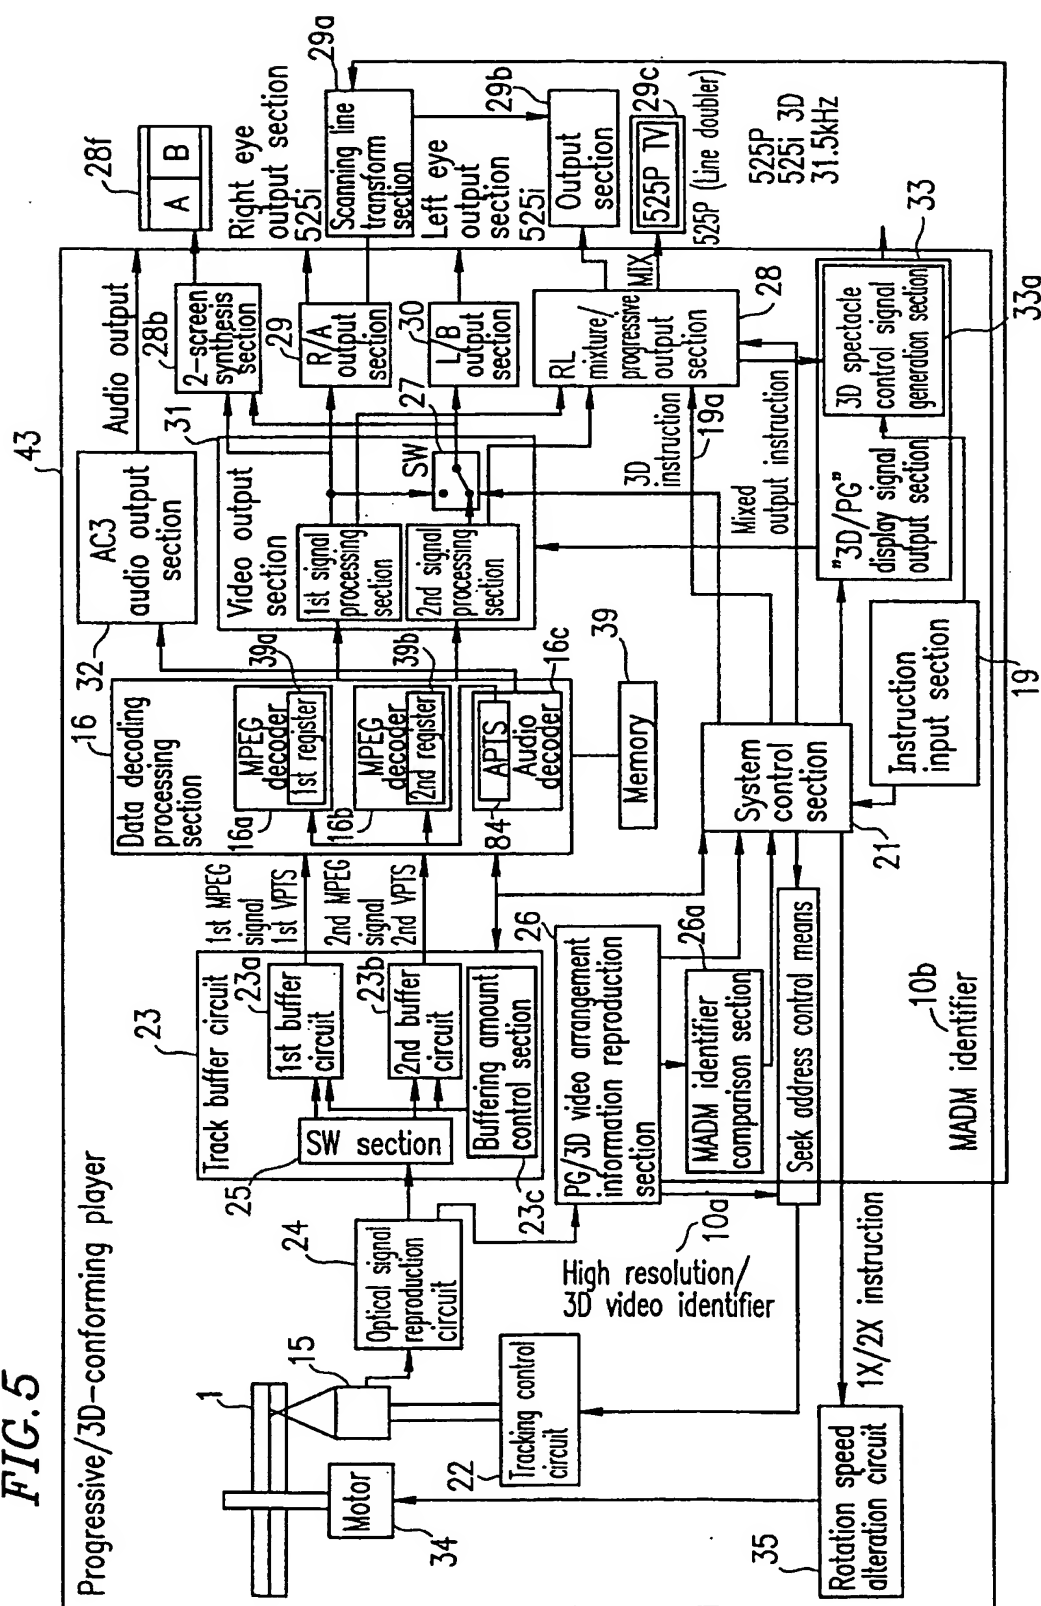 FIG.5
Progressive/3D-conforming player
43
1
15
Motor
34
22
Tracking control
circuit
35
Rotation speed
alteration circuit
1X/2X instruction
24
Optical signal
reproduction
circuit
High resolution/
3D video identifier
10a
23
Track buffer circuit
25
SW section
23a
1st buffer
circuit
23b
2nd buffer
circuit
Buffering amount
control section
23c
26
PG/3D video arrangement
information reproduction
section
26a
MADM identifier
comparison section
Seek address control means
10b
MADM identifier
1st MPEG
signal
1st VPTS
2nd MPEG
signal
2nd VPTS
16
Data decoding
processing
section
16a
MPEG
decoder
39a
1st register
16b
MPEG
decoder
39b
2nd register
84
APTS
Audio
decoder
16c
39
Memory
System
control
section
21
Instruction
input section
19
32
AC3
audio output
section
Audio output
31
Video output
section
1st signal
processing
section
2nd signal
processing
section
SW
27
28b
2-screen
synthesis
section
28f
A B
29
R/A
output
section
30
L/B
output
section
RL
mixture/
progressive
output
section
28
MIX
3D
instruction
19a
Mixed
output instruction
"3D/PG"
display signal
output section
3D spectacle
control signal
generation section
33
33a
Right eye
output section
525i
29a
Scanning line
transform
section
Left eye
output
section
525i
29b
Output
section
29c
525P TV
525P (Line doubler)
525P
525i 3D
31.5kHz